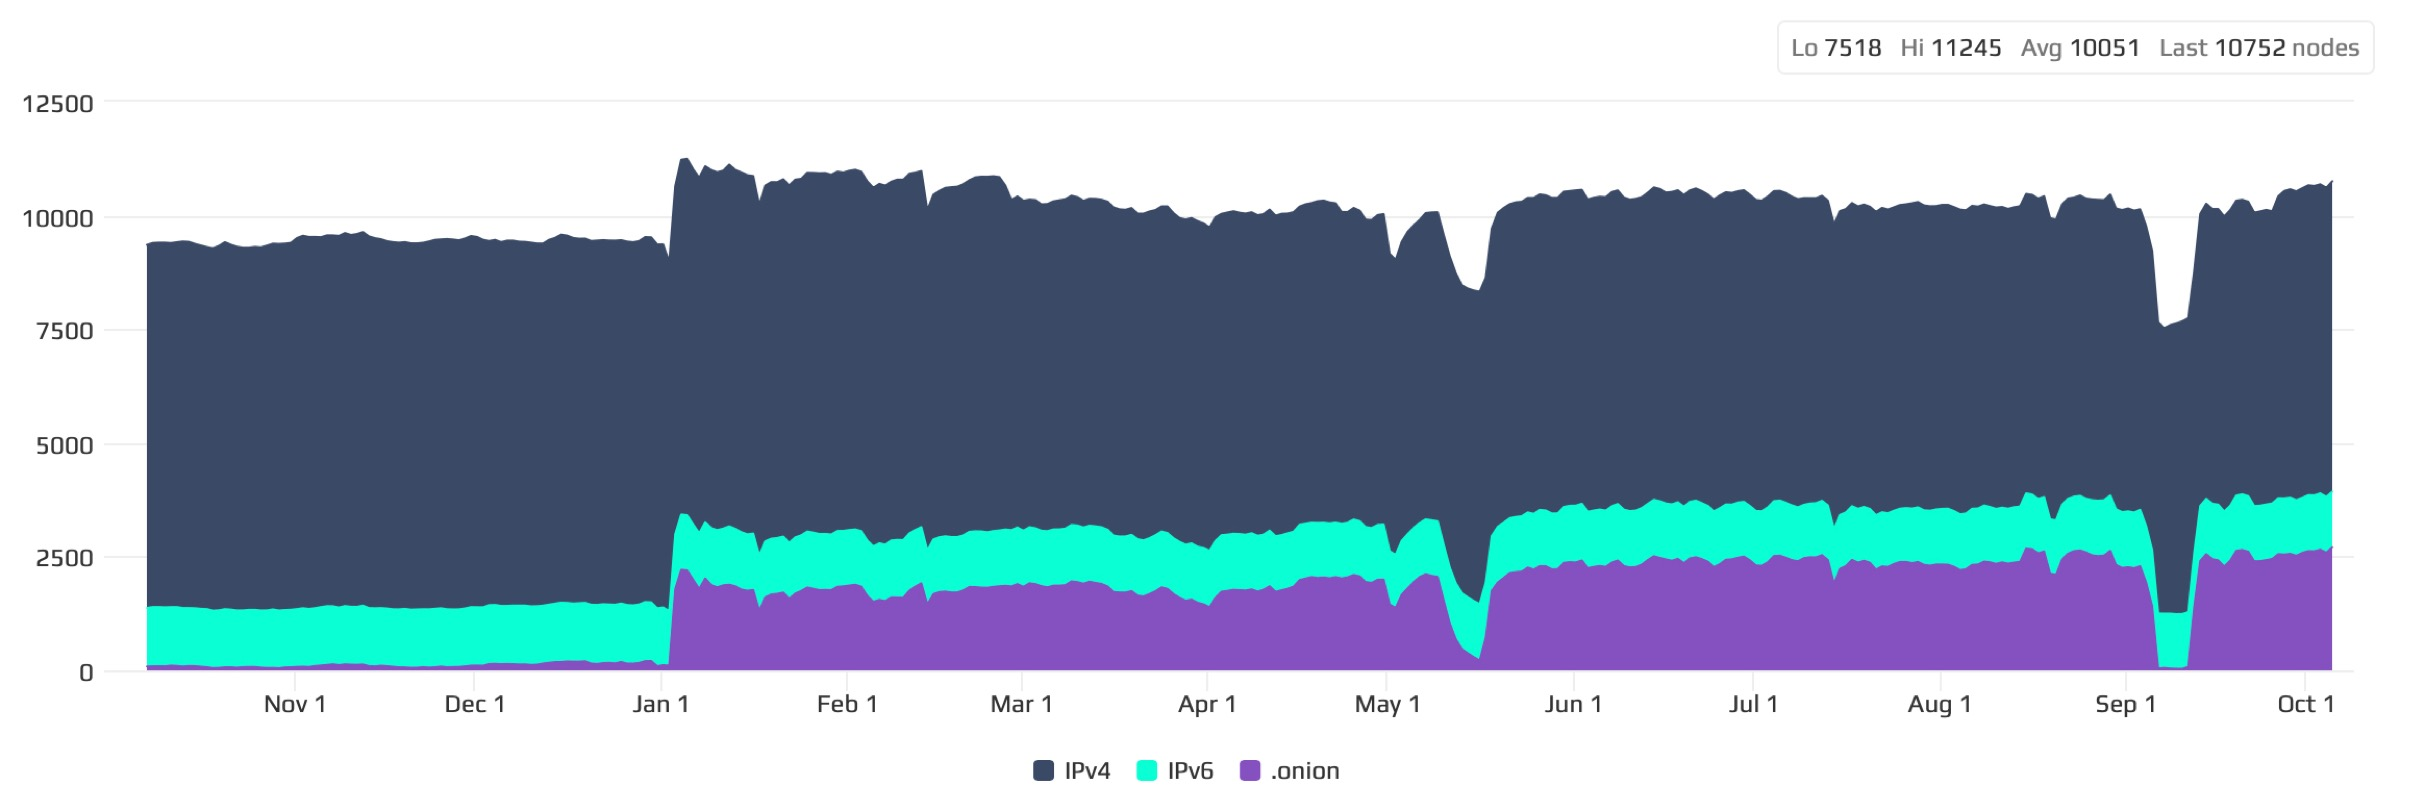 Lo 7518 Hi 11245 Avg 10051 Last 10752 nodes
12500
10000
7500
5000
2500
0
Nov 1 Dec 1 Jan 1 Feb 1 Mar 1 Apr 1 May 1 Jun 1 Jul 1 Aug 1 Sep 1 Oct 1
IPv4 IPv6 .onion